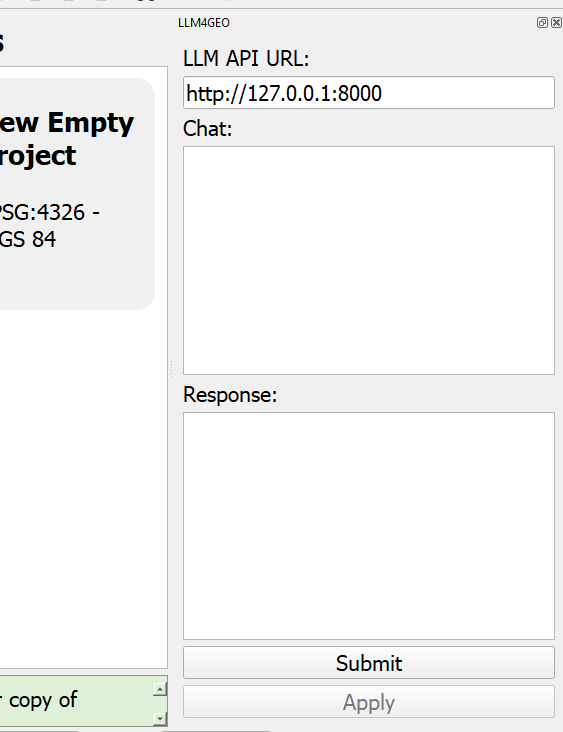 LLM4GEO
LLM API URL:
http://127.0.0.1:8000
Chat:
Response:
Submit
Apply
s
ew Empty
roject
PSG:4326 -
GS 84
r copy of